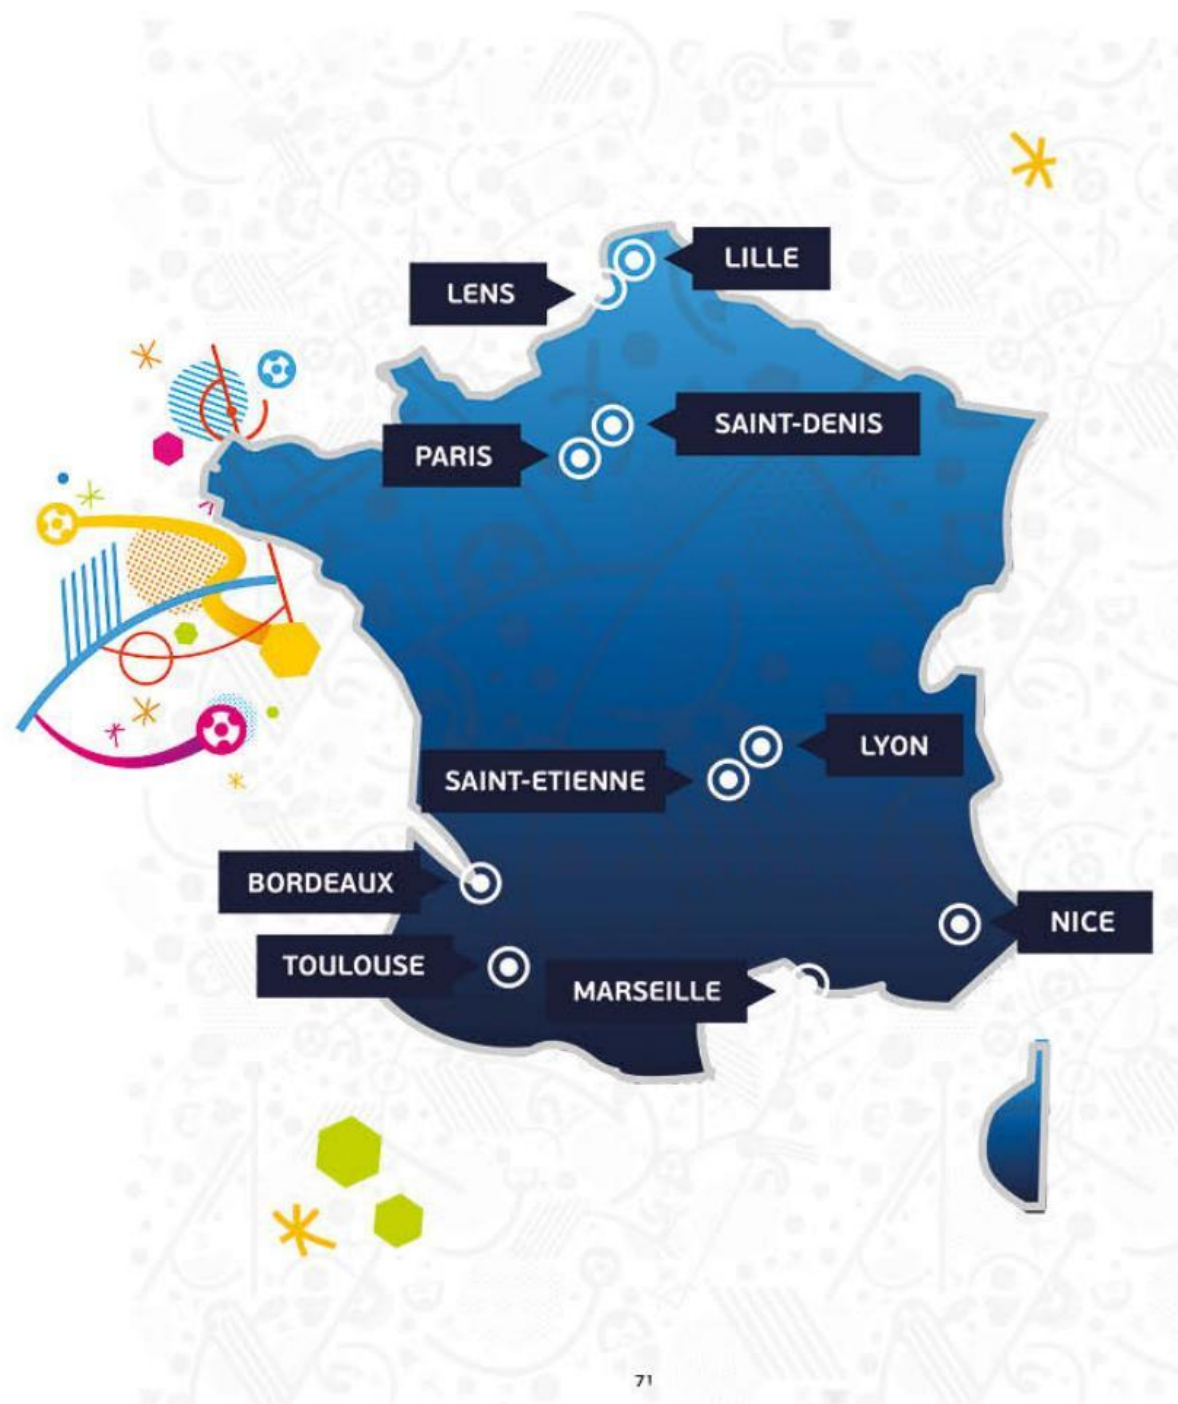 LILLE
LENS
SAINT-DENIS
PARIS
LYON
SAINT-ETIENNE
BORDEAUX
NICE
TOULOUSE
MARSEILLE
71